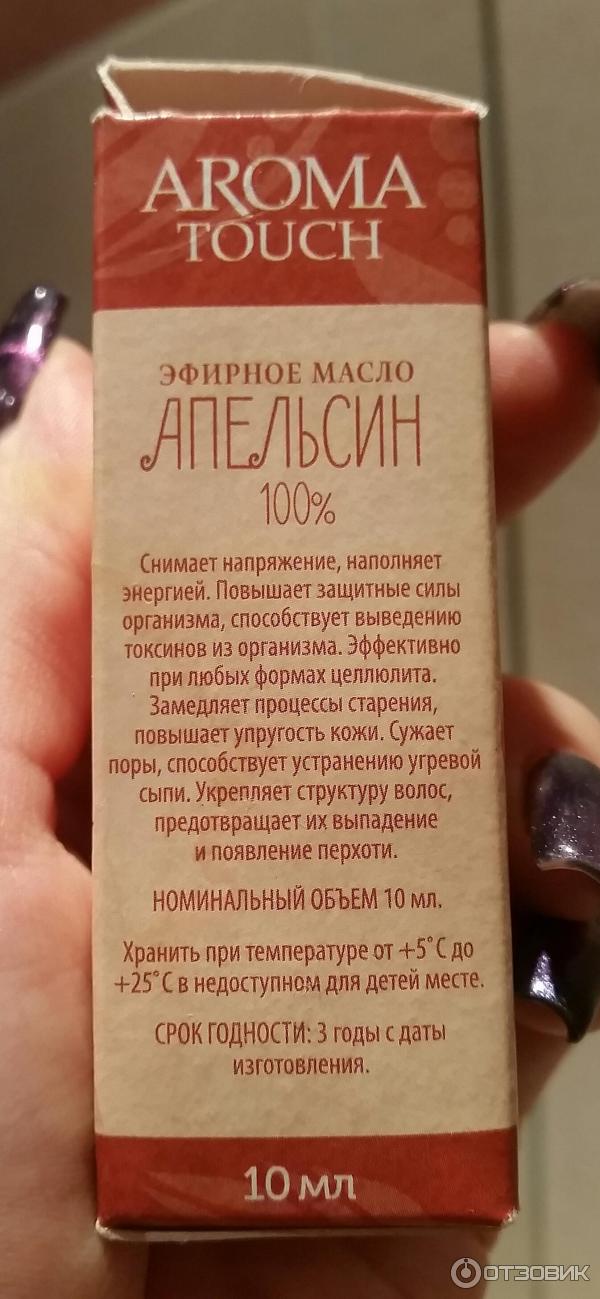 AROMA
TOUCH
ЭФИРНОЕ МАСЛО
АПЕЛЬСИН
100%
Снимает напряжение, наполняет
энергией. Повышает защитные силы
организма, способствует выведению
токсинов из организма. Эффективно
при любых формах целлюлита.
Замедляет процессы старения,
повышает упругость кожи. Сужает
поры, способствует устранению угревой
сыпи. Укрепляет структуру волос,
предотвращает их выпадение
и появление перхоти.
НОМИНАЛЬНЫЙ ОБЪЕМ 10 мл.
Хранить при температуре от +5°С до
+25°С в недоступном для детей месте.
СРОК ГОДНОСТИ: 3 годы с даты
изготовления.
10 мл
ОТЗОВИК